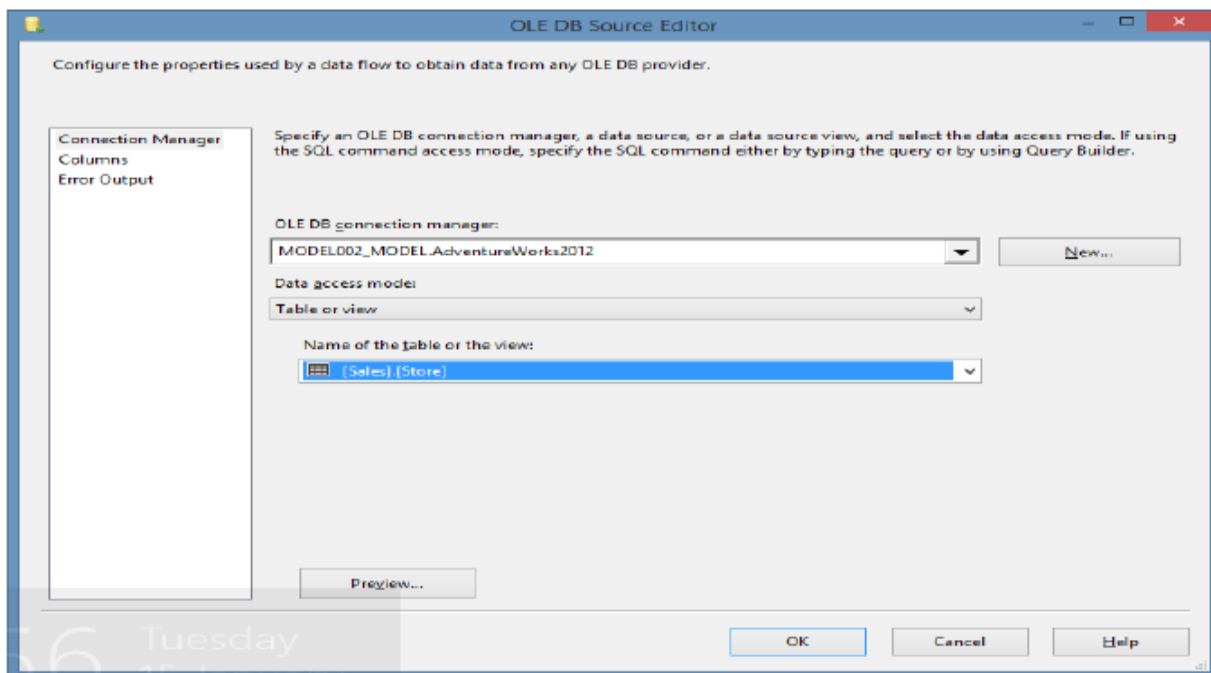 OLE DB Source Editor
Configure the properties used by a data flow to obtain data from any OLE DB provider.
Connection Manager
Columns
Error Output
Specify an OLE DB connection manager, a data source, or a data source view, and select the data access mode. If using
the SQL command access mode, specify the SQL command either by typing the query or by using Query Builder.
OLE DB connection manager:
MODEL002_MODEL.AdventureWorks2012
New...
Data access mode:
Table or view
Name of the table or the view:
[Sales].[Store]
Preview...
56 Tuesday
OK
Cancel
Help